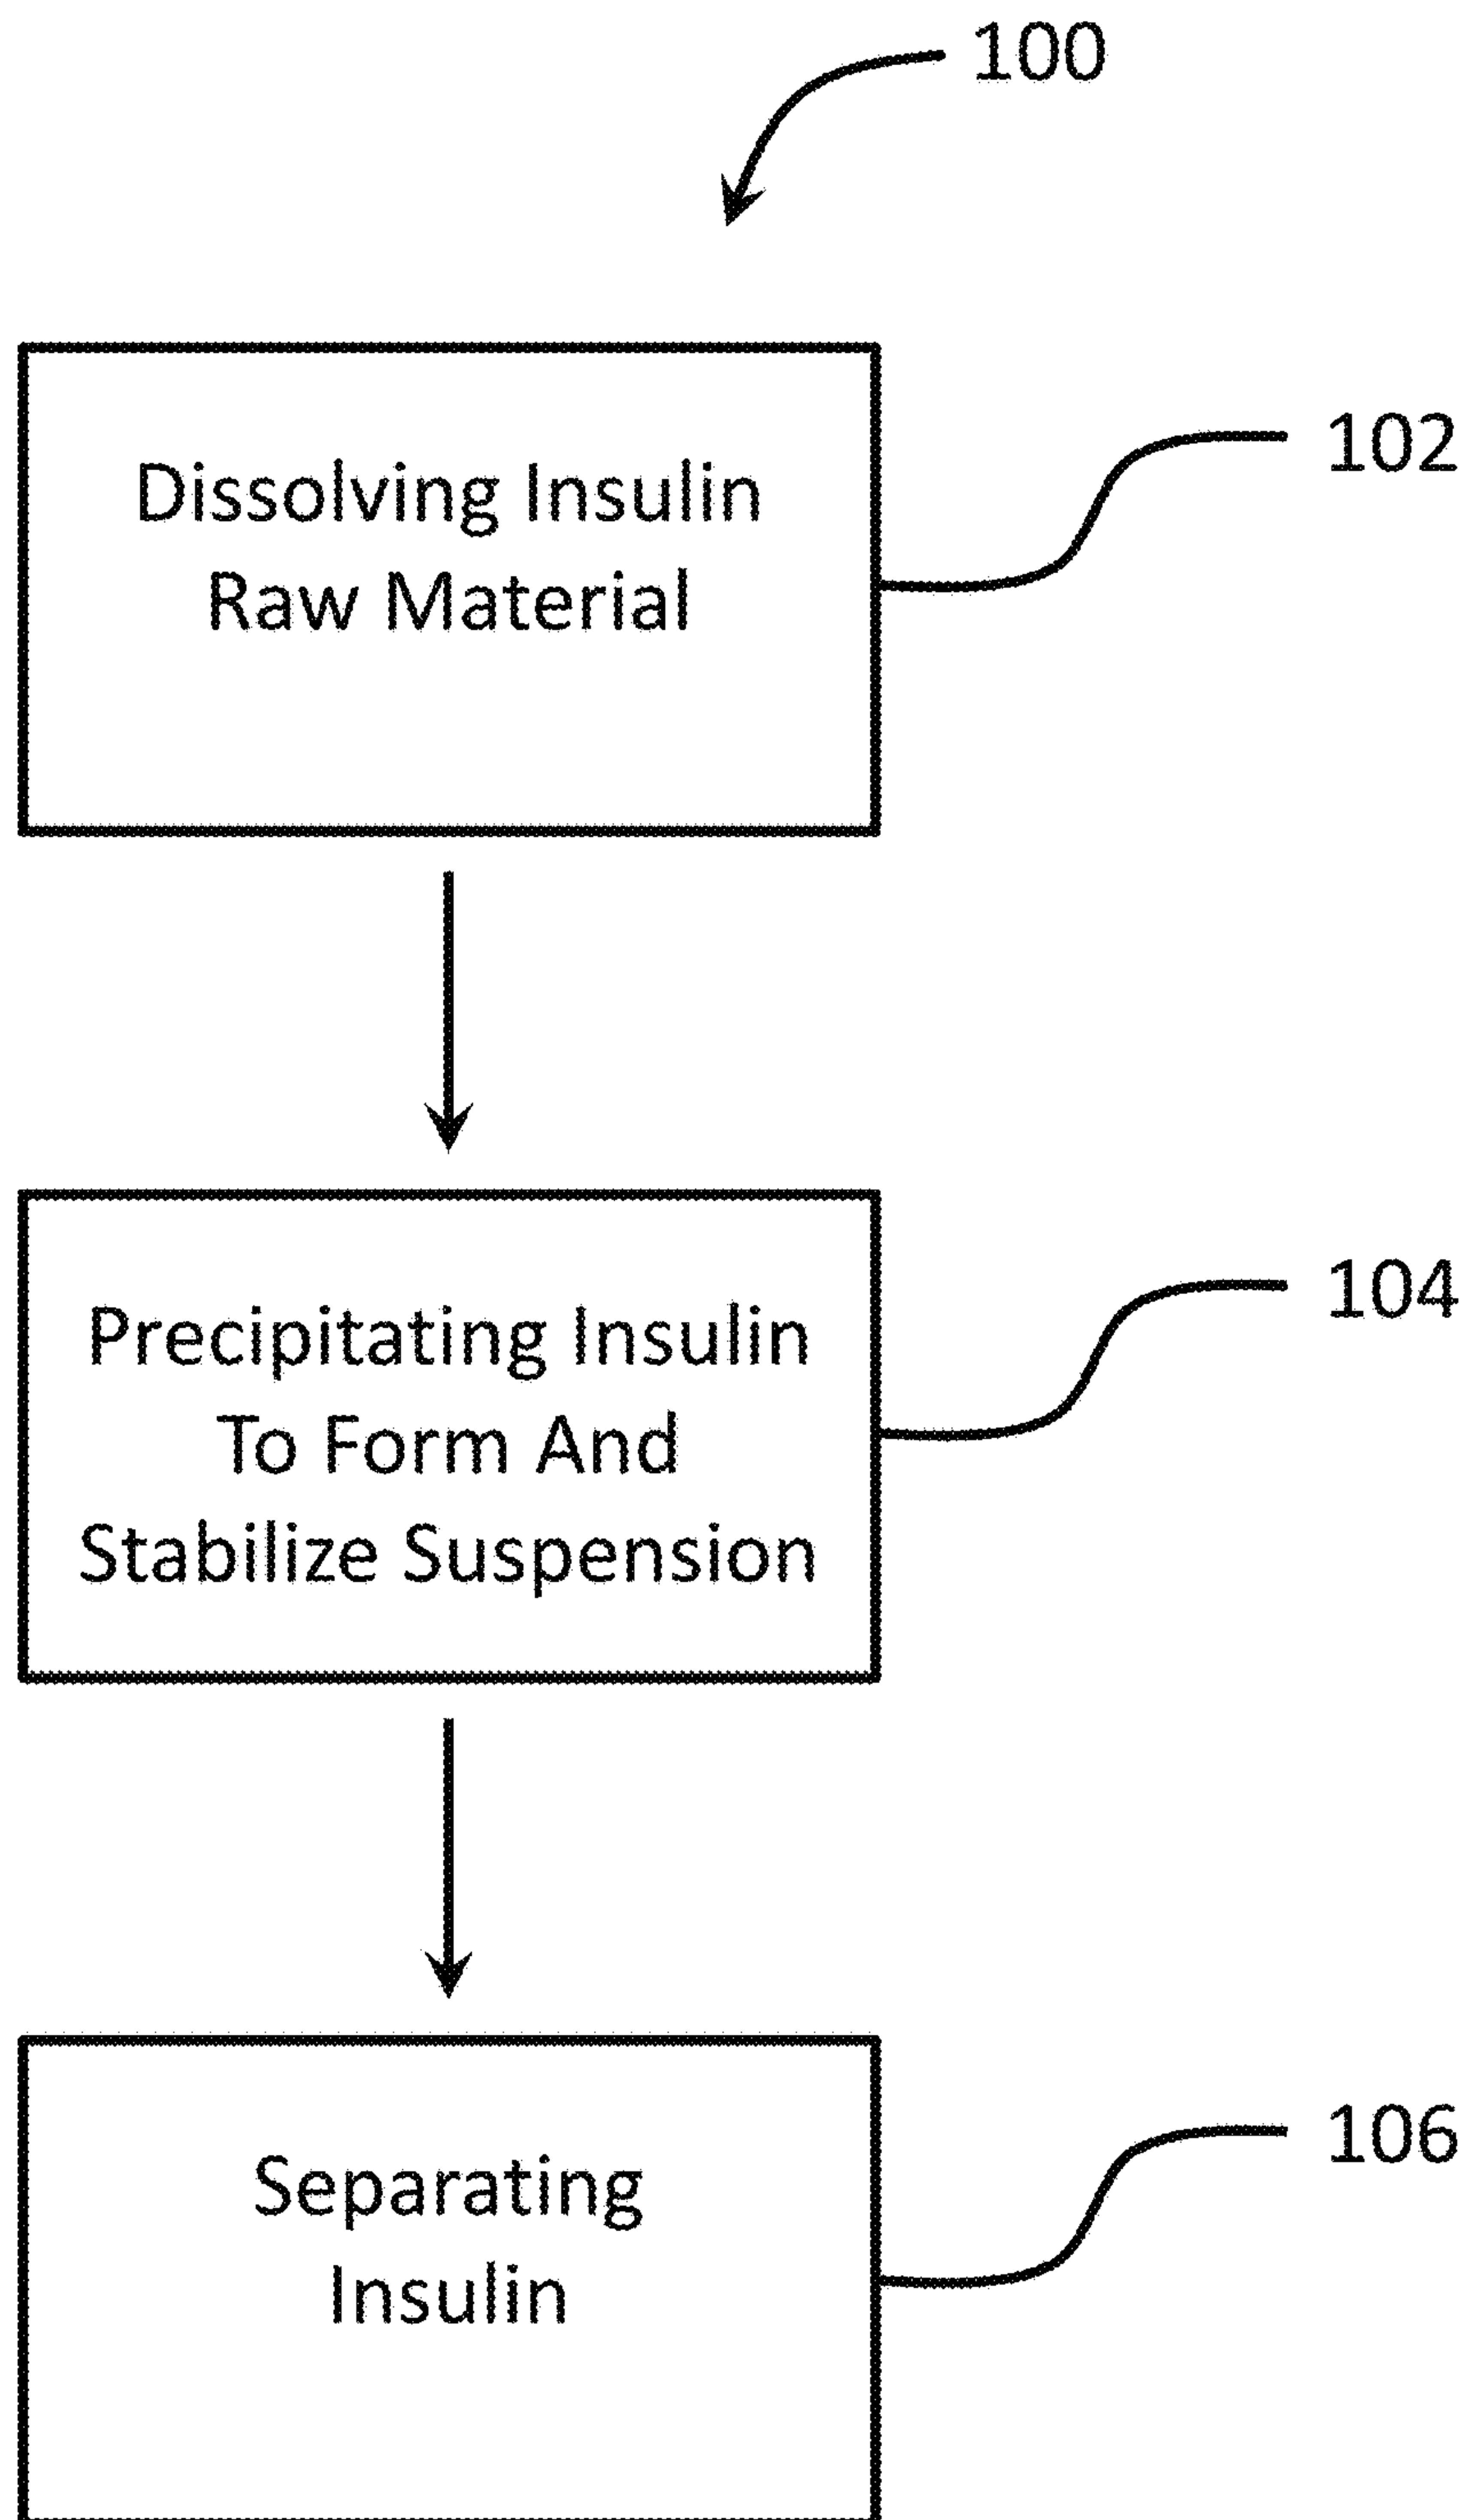 100
Dissolving Insulin
Raw Material
102
Precipitating Insulin
To Form And
Stabilize Suspension
104
Separating
Insulin
106